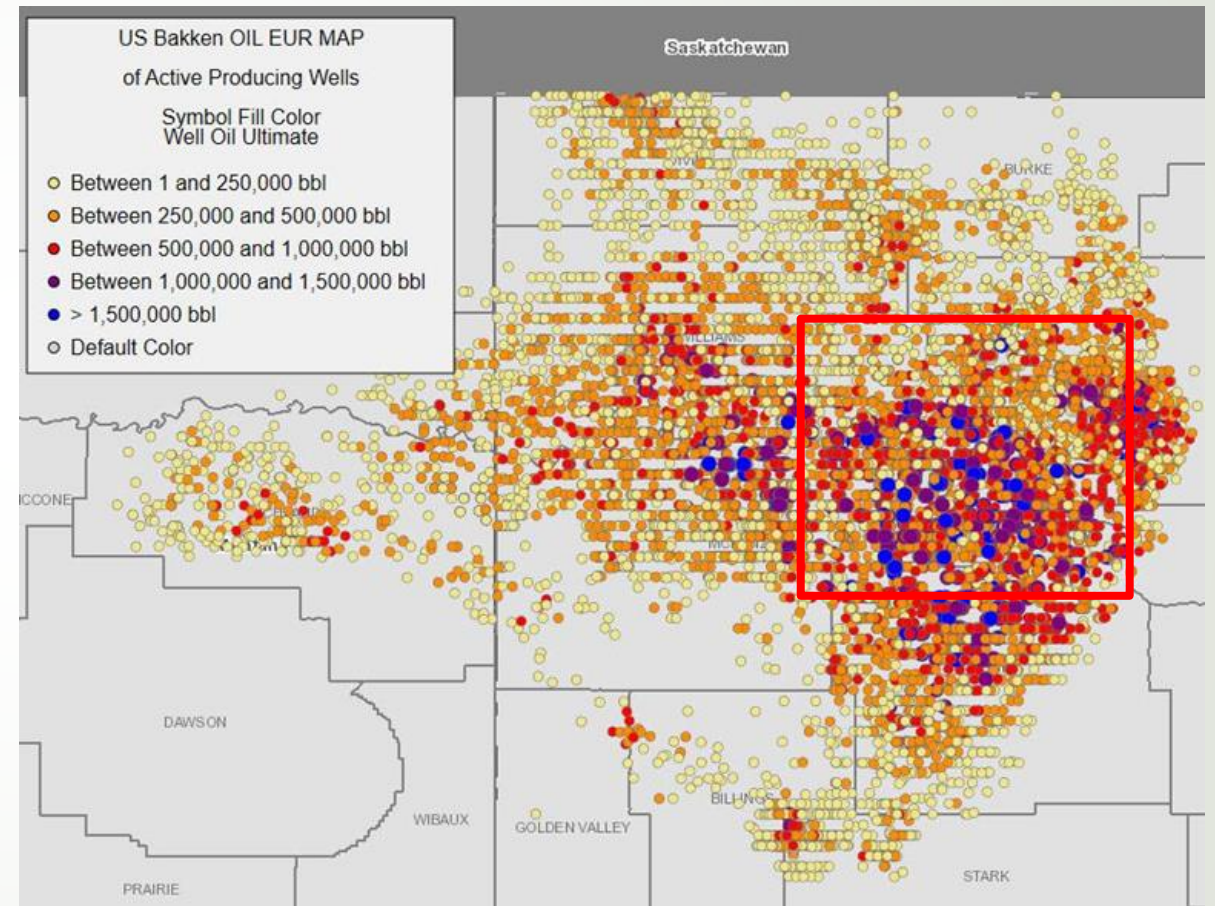 US Bakken OIL EUR MAP
of Active Producing Wells
Symbol Fill Color
Well Oil Ultimate
Between 1 and 250,000 bbl
Between 250,000 and 500,000 bbl
Between 500,000 and 1,000,000 bbl
Between 1,000,000 and 1,500,000 bbl
> 1,500,000 bbl
Default Color
Saskatchewan
BURKE
WILLIAMS
DAWSON
WIBAUX
GOLDEN VALLEY
BILLINGS
STARK
PRAIRIE